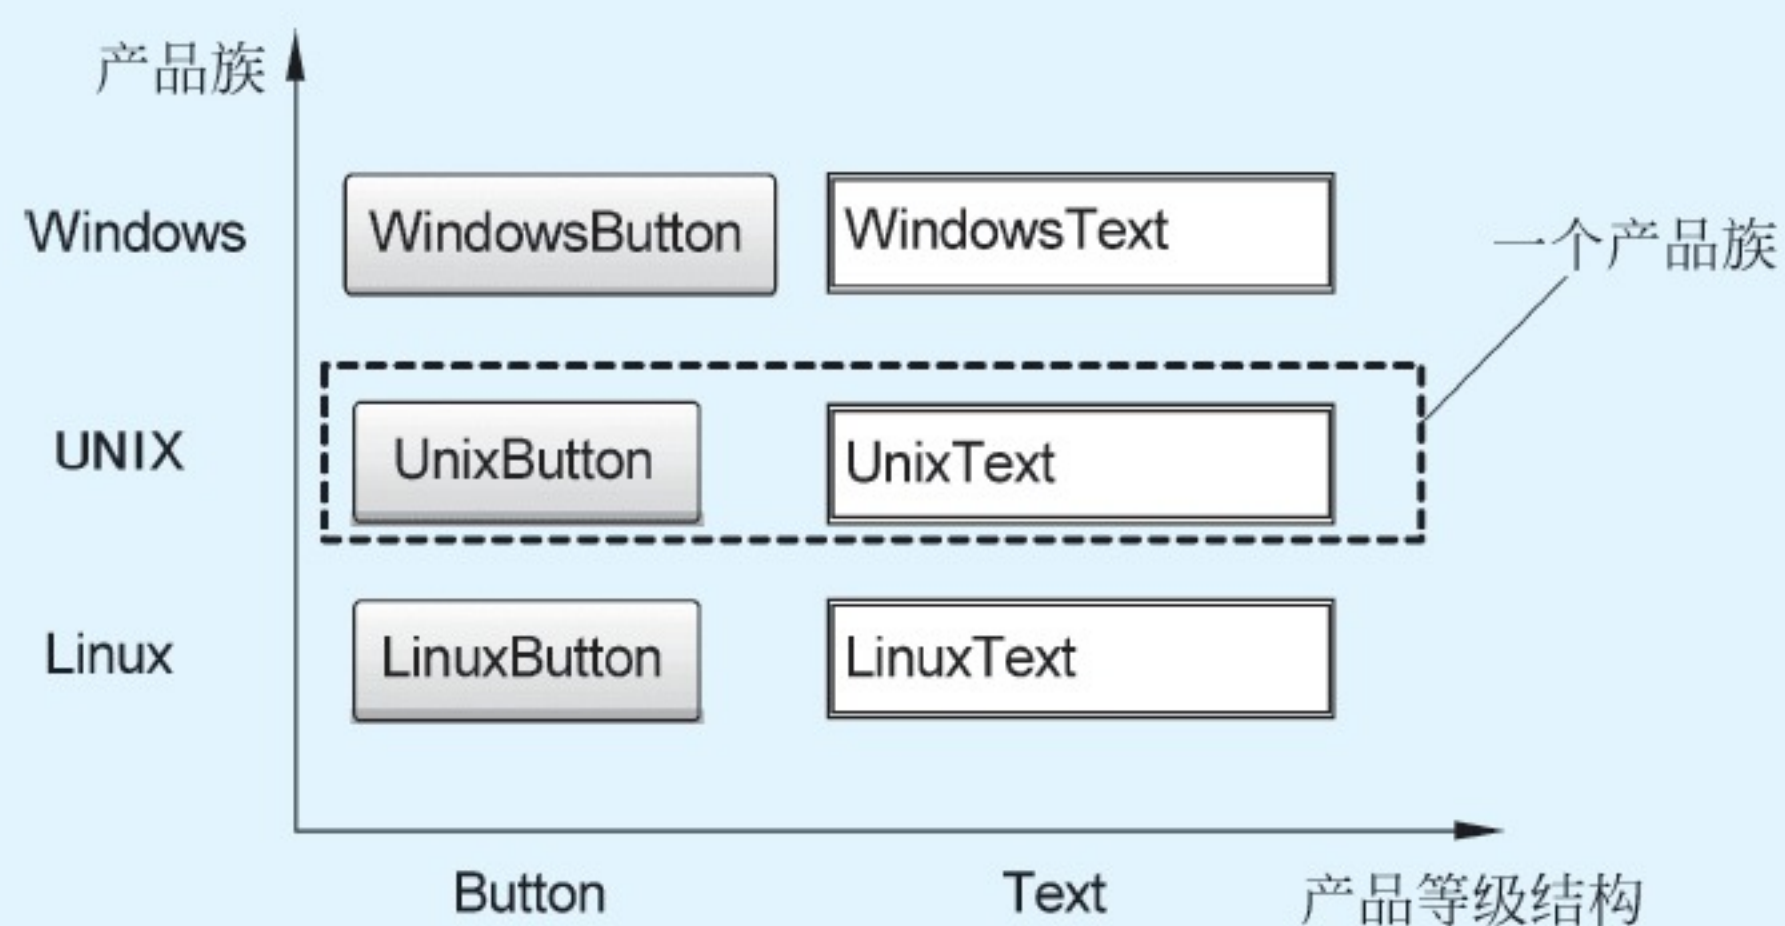 产品族
Windows
WindowsButton
WindowsText
一个产品族
UNIX
UnixButton
UnixText
Linux
LinuxButton
LinuxText
Button
Text
产品等级结构